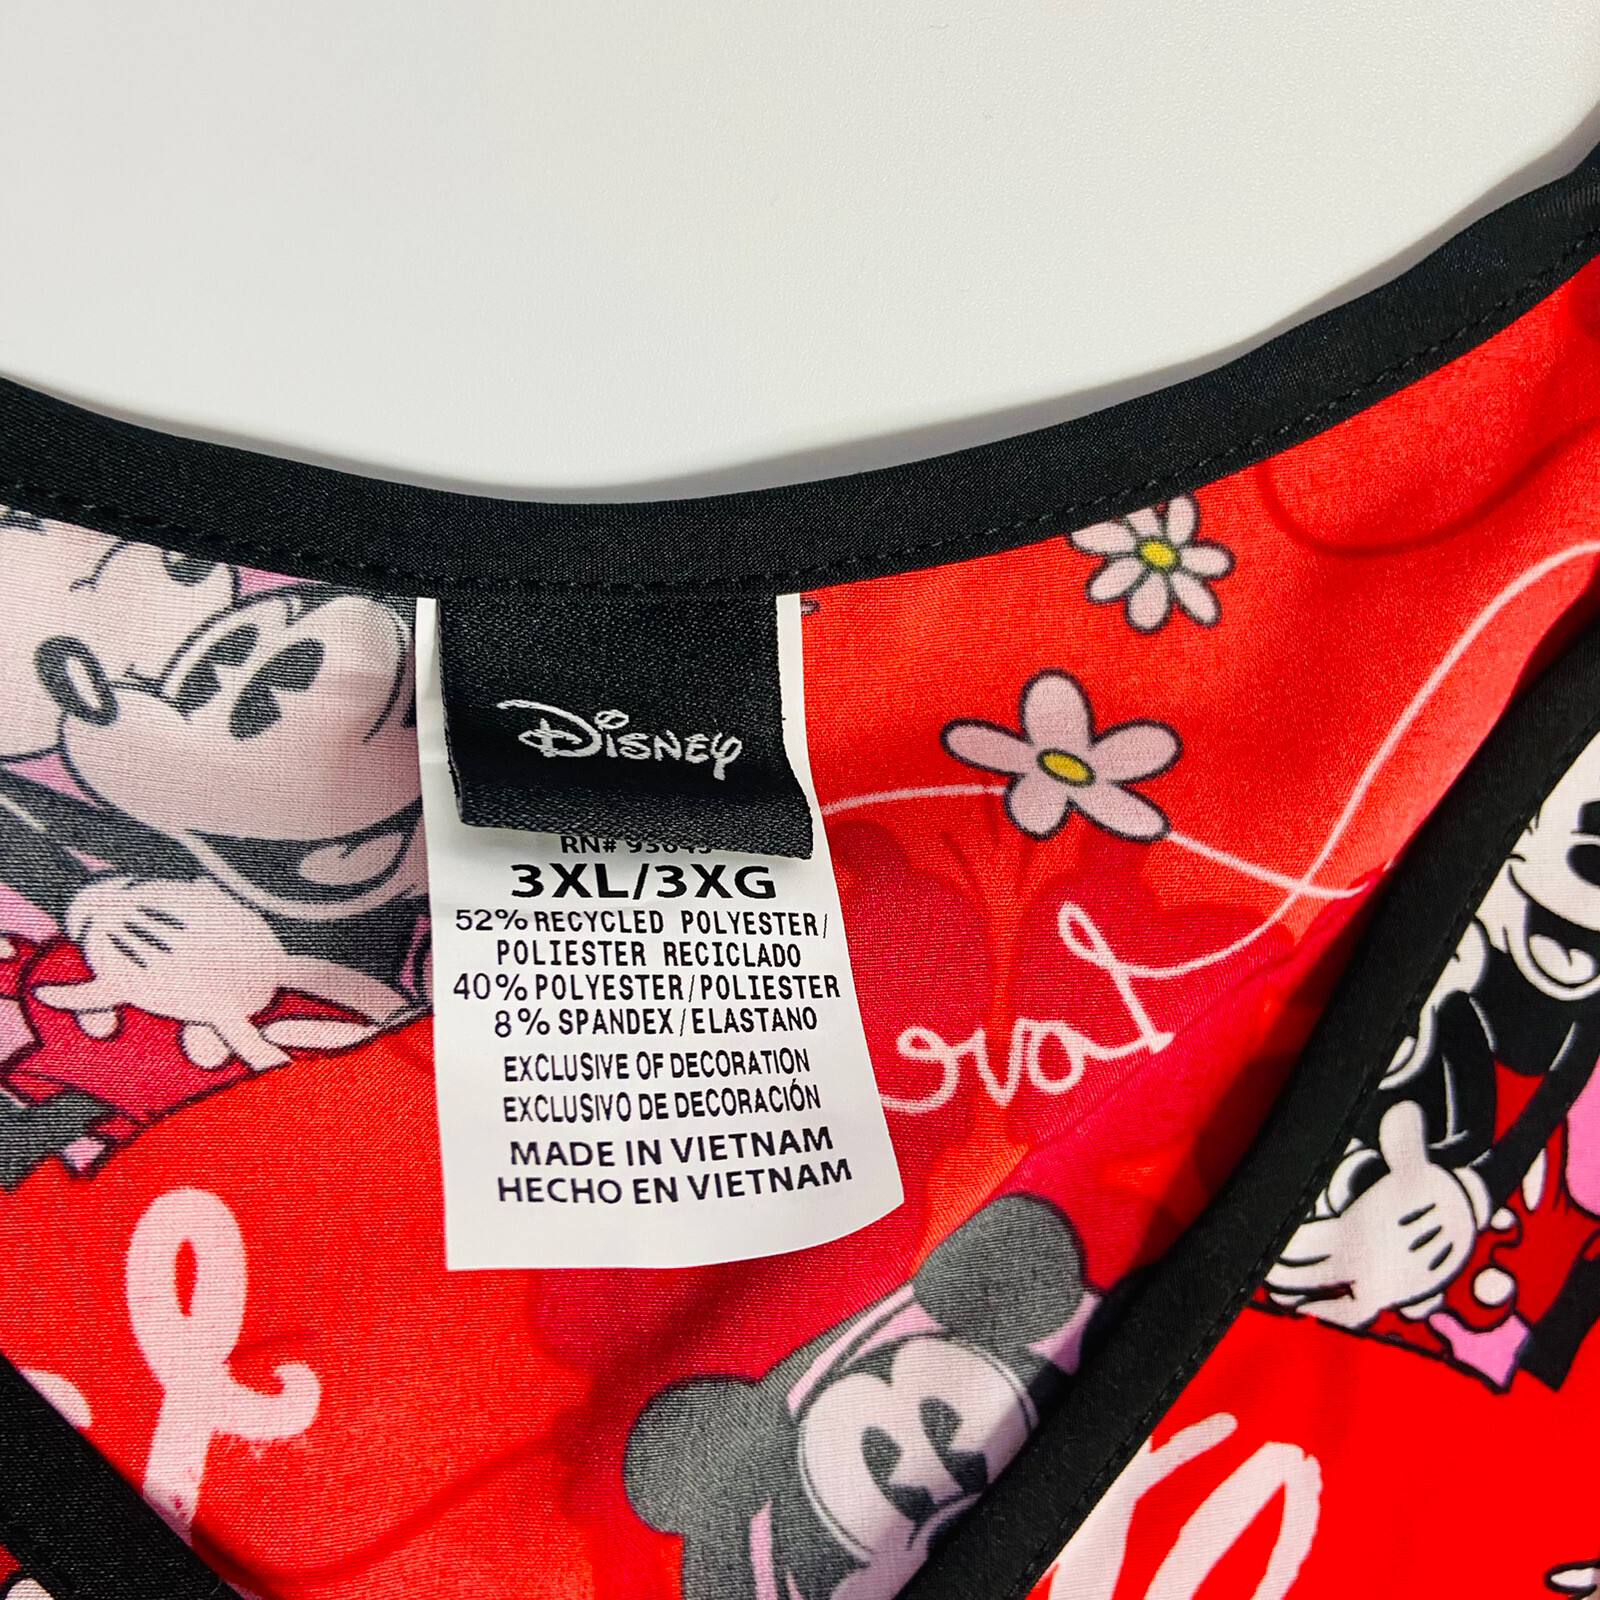 Disney
RN#
3XL/3XG
52% RECYCLED POLYESTER/
POLIESTER RECICLADO
40% POLYESTER/POLIESTER
8% SPANDEX/ELASTANO
EXCLUSIVE OF DECORATION
EXCLUSIVO DE DECORACIÓN
MADE IN VIETNAM
HECHO EN VIETNAM